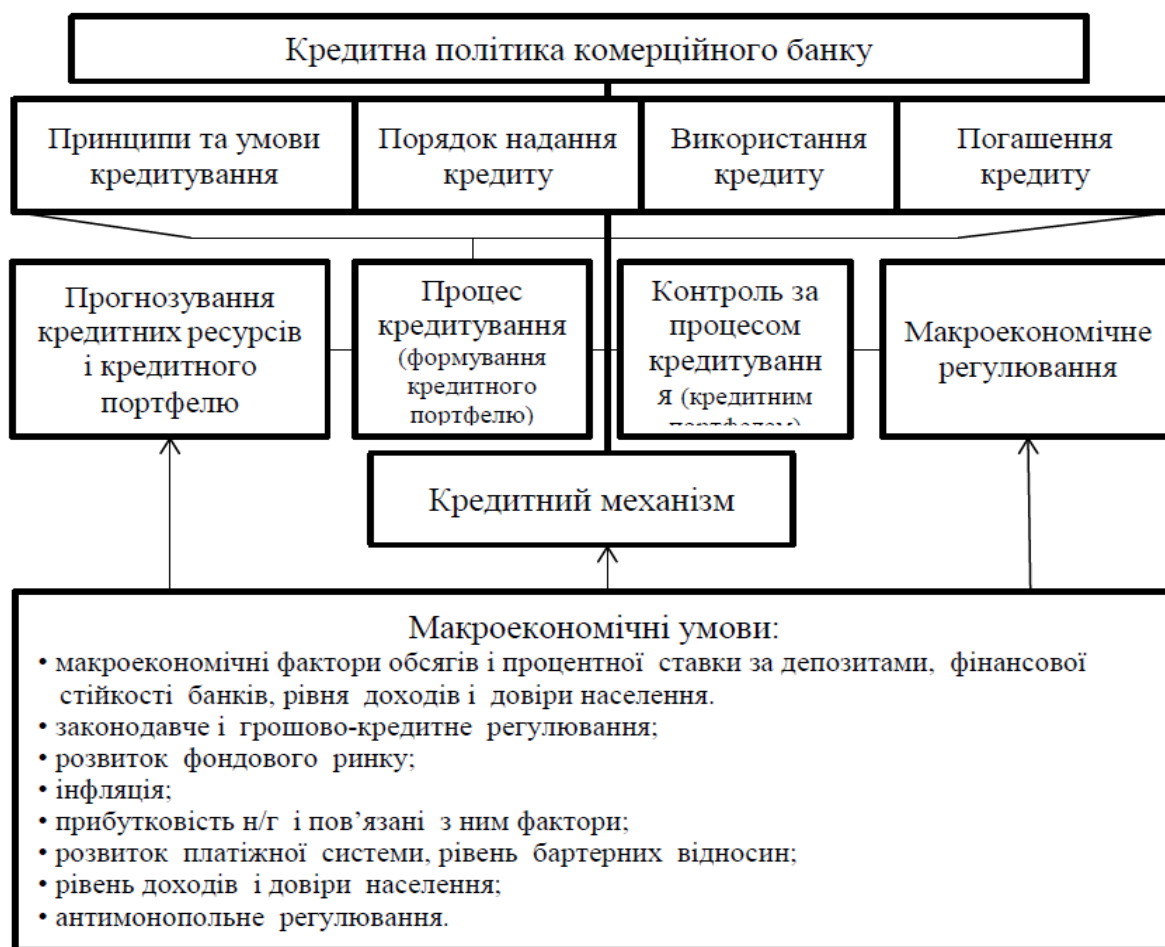 Кредитна політика комерційного банку
Принципи та умови
кредитування
Порядок надання
кредиту
Використання
кредиту
Погашення
кредиту
Прогнозування
кредитних ресурсів
і кредитного
портфелю
Процес
кредитування
(формування
кредитного
портфелю)
Контроль за
процесом
кредитуванн
я (кредитним
портфелем)
Макроекономічне
регулювання
Кредитний механізм
Макроекономічні умови:
• макроекономічні фактори обсягів і процентної ставки за депозитами, фінансової
стійкості банків, рівня доходів і довіри населення.
• законодавче і грошово-кредитне регулювання;
• розвиток фондового ринку;
• інфляція;
• прибутковість н/г і пов’язані з ним фактори;
• розвиток платіжної системи, рівень бартерних відносин;
• рівень доходів і довіри населення;
• антимонопольне регулювання.